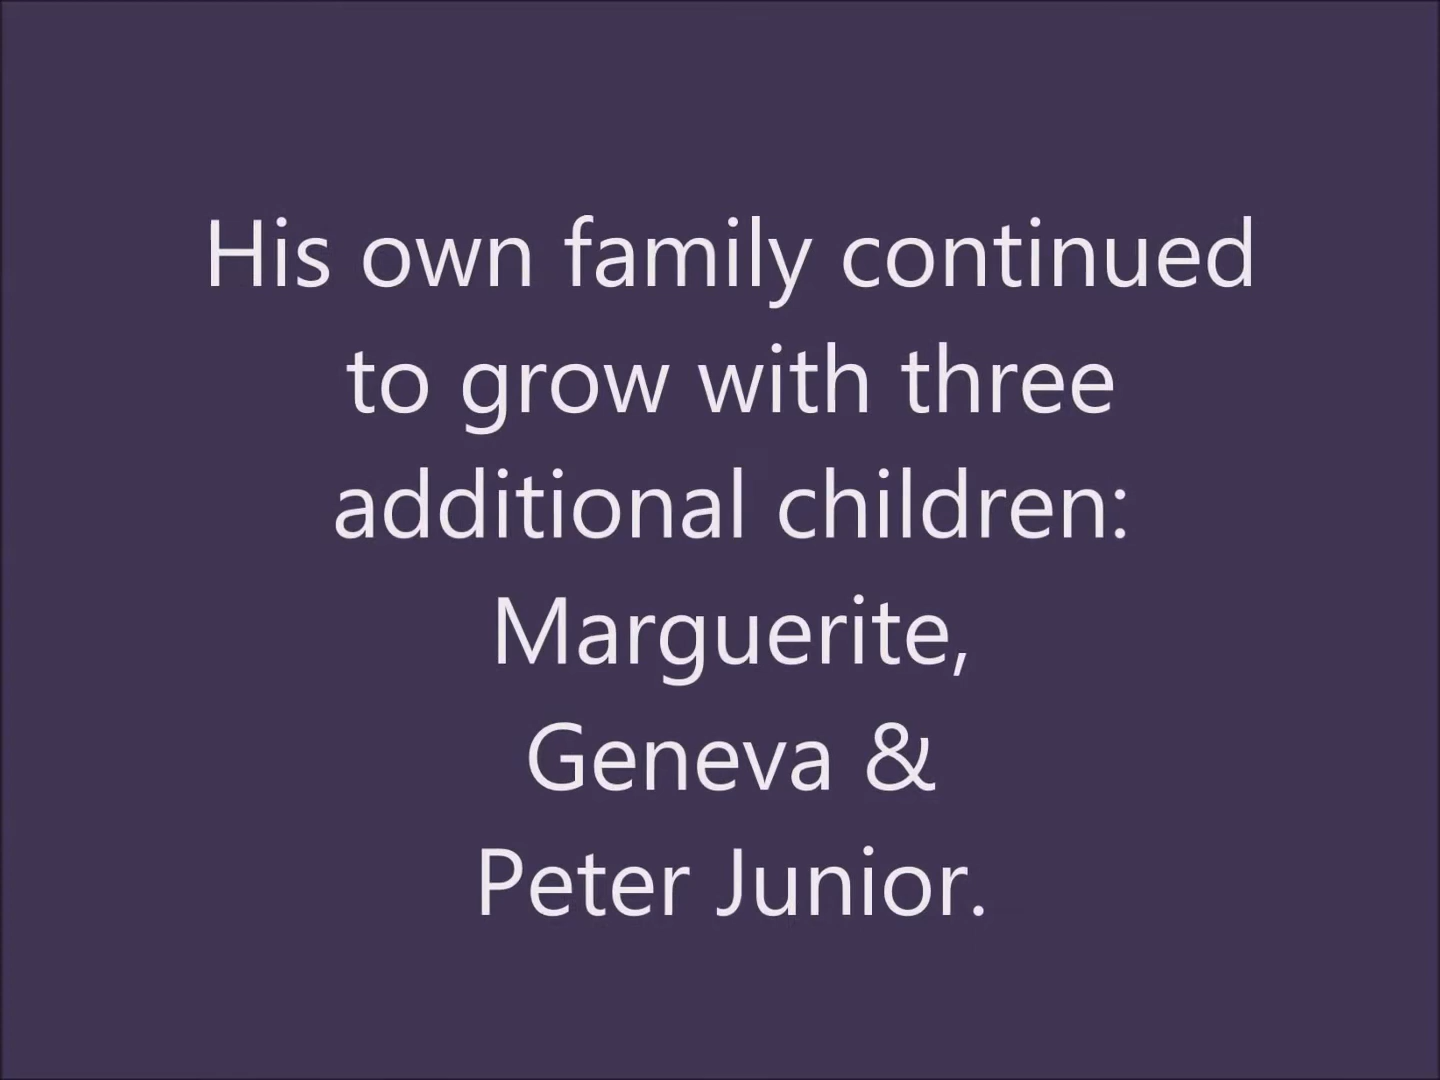 His own family continued
to grow with three
additional children:
Marguerite,
Geneva &
Peter Junior.